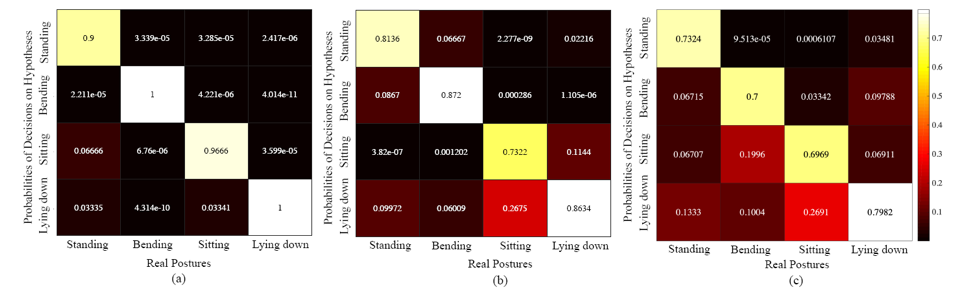 Probabilities of Decisions on Hypotheses
Standing
Bending
Sitting
Lying down
0.9 3.339e-05 3.285e-05 2.417e-06
2.211e-05 1 4.221e-06 4.014e-11
0.06666 6.76e-06 0.9666 3.599e-05
0.03335 4.314e-10 0.03341 1
Standing Bending Sitting Lying down
Real Postures
(a)
Probabilities of Decisions on Hypotheses
Standing
Bending
Sitting
Lying down
0.8136 0.06667 2.277e-09 0.02216
0.0867 0.872 0.000286 1.105e-06
3.82e-07 0.001202 0.7322 0.1144
0.09972 0.06009 0.2675 0.8634
Standing Bending Sitting Lying down
Real Postures
(b)
Probabilities of Decisions on Hypotheses
Standing
Bending
Sitting
Lying down
0.7324 9.513e-05 0.0006107 0.03481
0.06715 0.7 0.03342 0.09788
0.06707 0.1996 0.6969 0.06911
0.1333 0.1004 0.2691 0.7982
Standing Bending Sitting Lying down
Real Postures
(c)
0.7
0.6
0.5
0.4
0.3
0.2
0.1